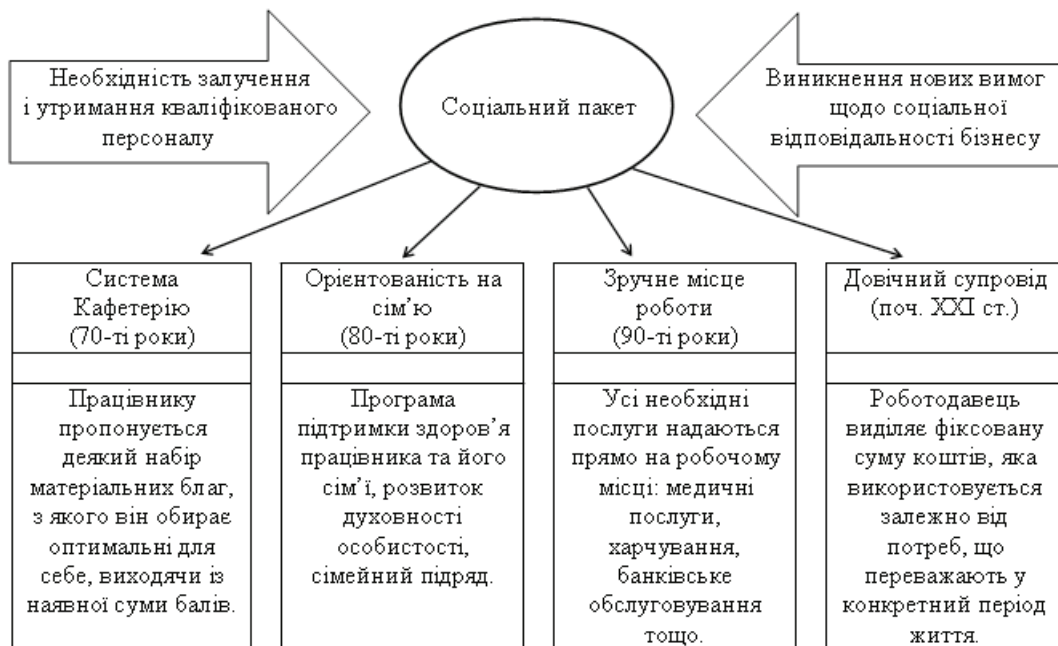 Необхідність залучення
і утримання кваліфікованого
персоналу
Соціальний пакет
Виникнення нових вимог
щодо соціальної
відповідальності бізнесу
Система
Кафетерію
(70-ті роки)
Орієнтованість на
сім’ю
(80-ті роки)
Зручне місце
роботи
(90-ті роки)
Довічний супровід
(поч. XXI ст.)
Працівнику
пропонується
деякий набір
матеріальних благ,
з якого він обирає
оптимальні для
себе, виходячи із
наявної суми балів.
Програма
підтримки здоров’я
працівника та його
сім’ї, розвиток
духовності
особистості,
сімейний підряд.
Усі необхідні
послуги надаються
прямо на робочому
місці: медичні
послуги,
харчування,
банківське
обслуговування
тощо.
Роботодавець
виділяє фіксовану
суму коштів, яка
використовується
залежно від
потреб, що
переважають у
конкретний період
життя.